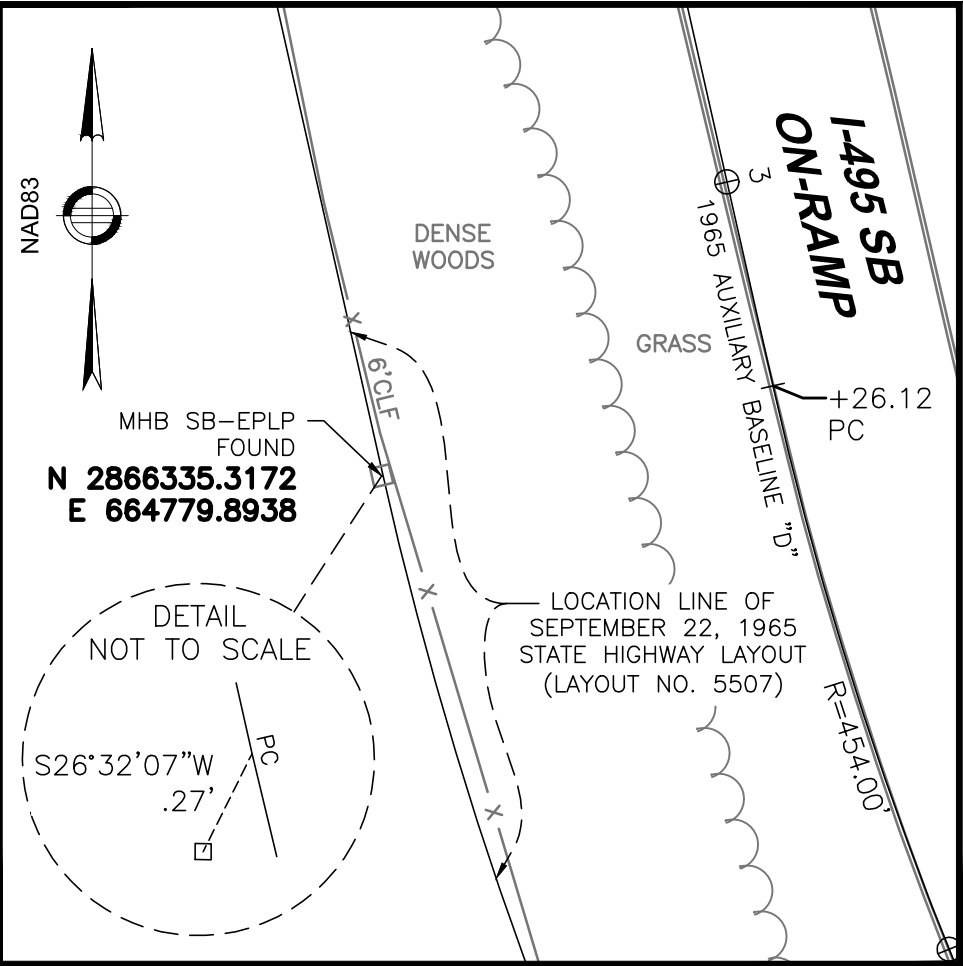 NAD83
I-495 SB
ON-RAMP
3
1965 AUXILIARY BASELINE "D"
DENSE
WOODS
GRASS
6'CLF
X
X
X
+26.12
PC
MHB SB-EPLP
FOUND
N 2866335.3172
E 664779.8938
LOCATION LINE OF
SEPTEMBER 22, 1965
STATE HIGHWAY LAYOUT
(LAYOUT NO. 5507)
R=454.00'
DETAIL
NOT TO SCALE
PC
S26°32'07"W
.27'